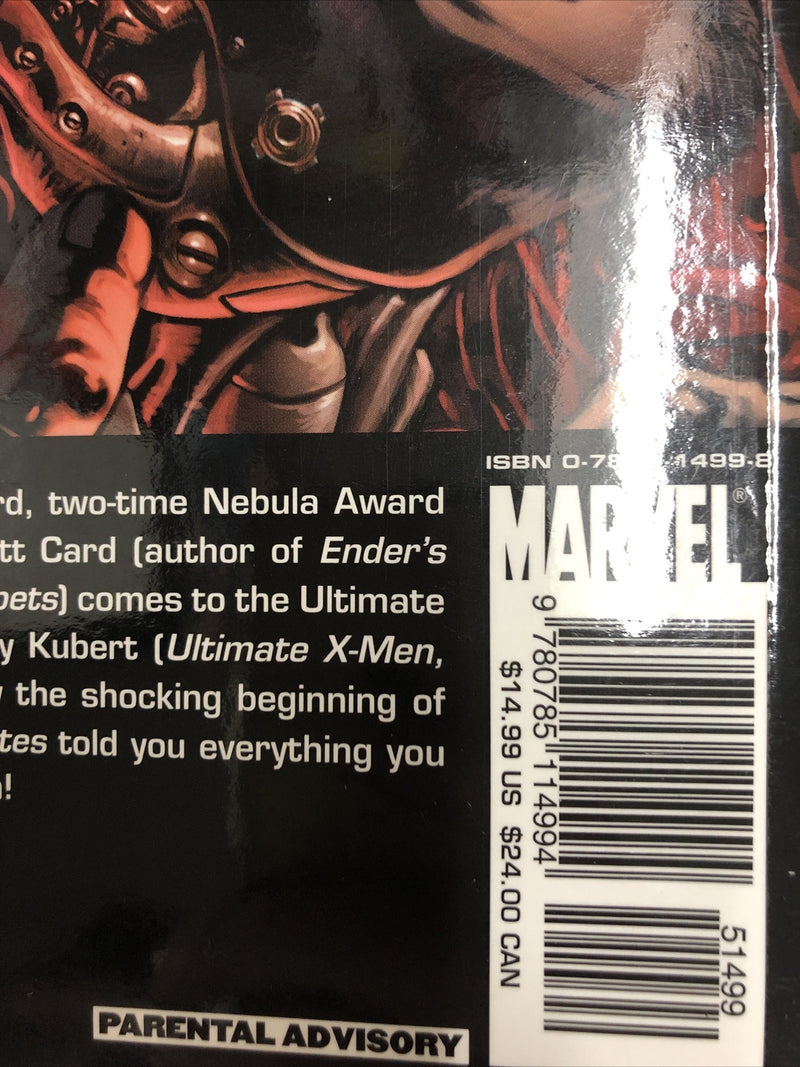 rd, two-time Nebula Award
tt Card (author of Ender's
pets) comes to the Ultimate
y Kubert (Ultimate X-Men,
the shocking beginning of
tes told you everything you
!
PARENTAL ADVISORY
ISBN 0-78 1499-8
MARVEL®
9 780785 114994
$14.99 US $24.00 CAN
51499